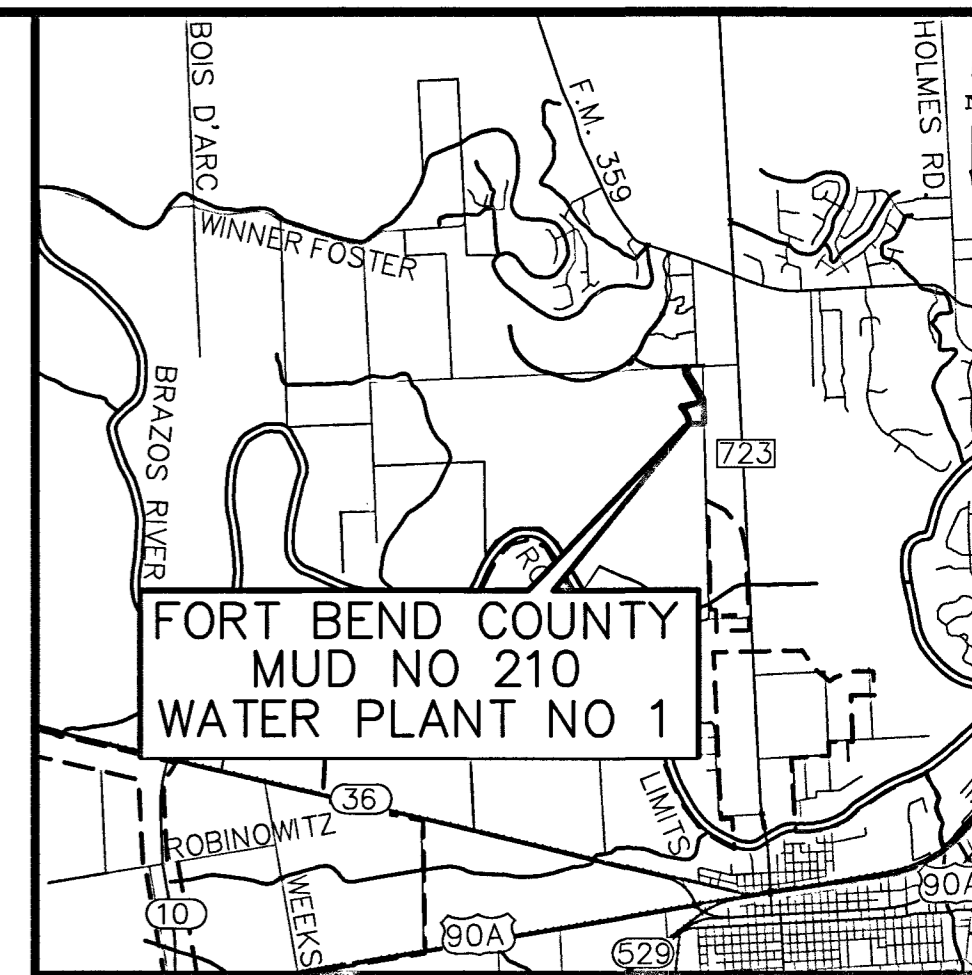 BOIS D'ARC
F.M. 359
HOLMES RD.
WINNER FOSTER
BRAZOS RIVER
723
FORT BEND COUNTY
MUD NO 210
WATER PLANT NO 1
36
LIMITS
ROBINOWITZ
WEEKS
10
90A
90A
529